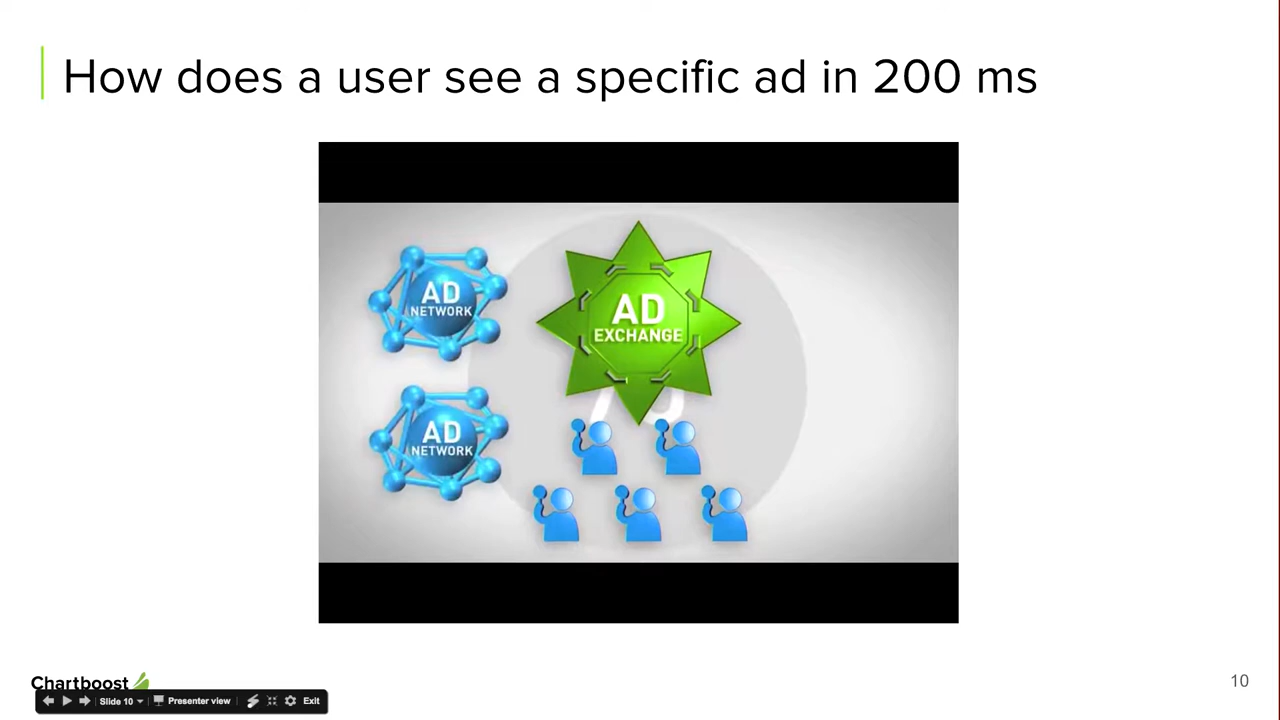 How does a user see a specific ad in 200 ms
AD
NETWORK
AD
EXCHANGE
AD
NETWORK
Chartboost
Slide 10
Presenter view
Exit
10